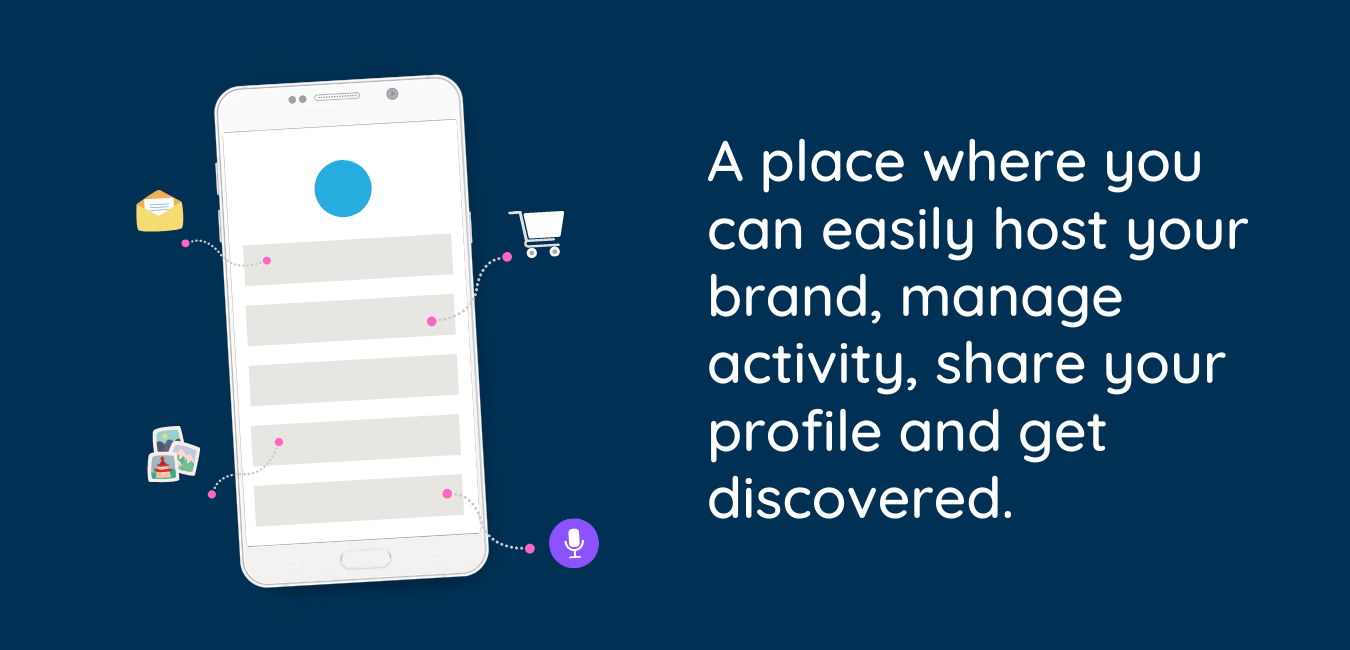 A place where you
can easily host your
brand, manage
activity, share your
profile and get
discovered.